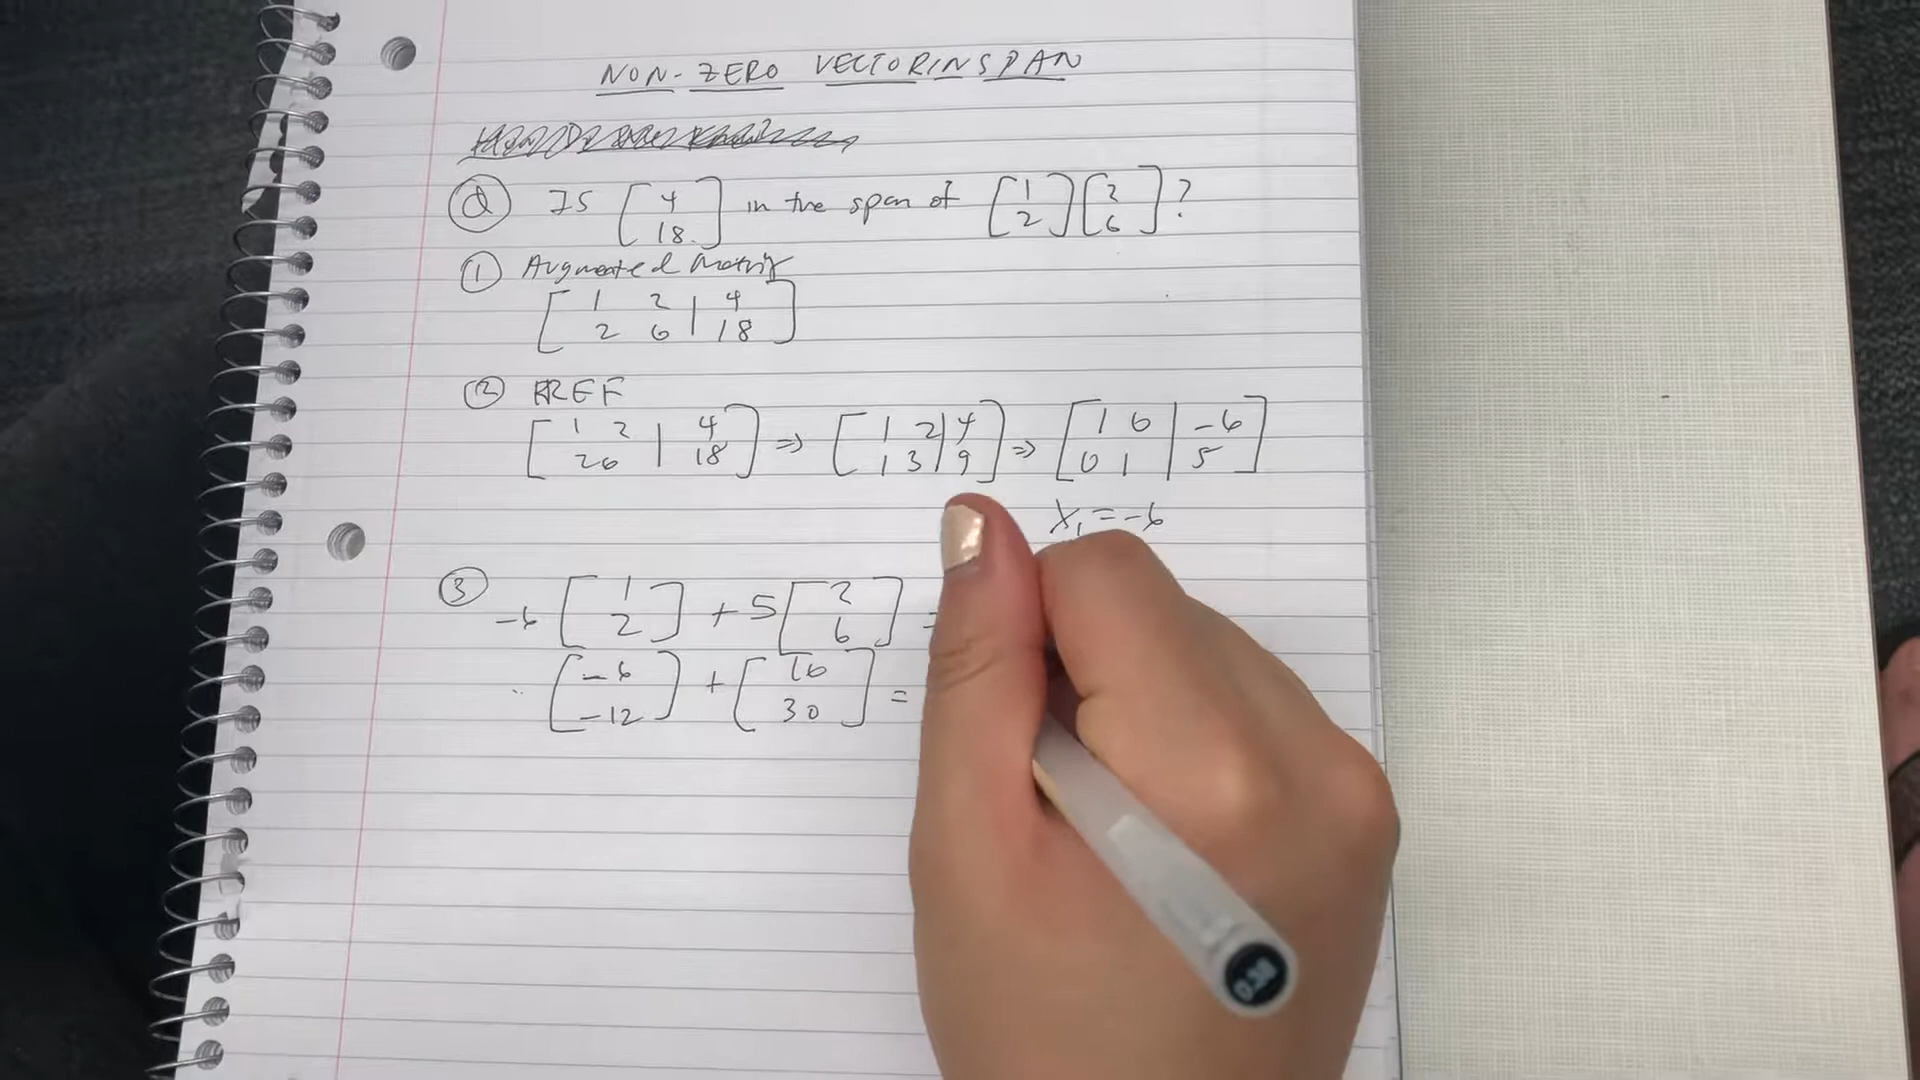 NON-ZERO VECTOR IN SPAN
Q IS [4 18] in the span of [1 2] [2 6]?
① Augmented Matrix
[1 2 | 4
2 6 | 18]
② RREF
[1 2 | 4
2 6 | 18] ⇒ [1 2 | 4
1 3 | 9] ⇒ [1 0 | -6
0 1 | 5]
x₁ = -6
③ -6 [1 2] + 5 [2 6] =
[-6 -12] + [10 30] =
0.38